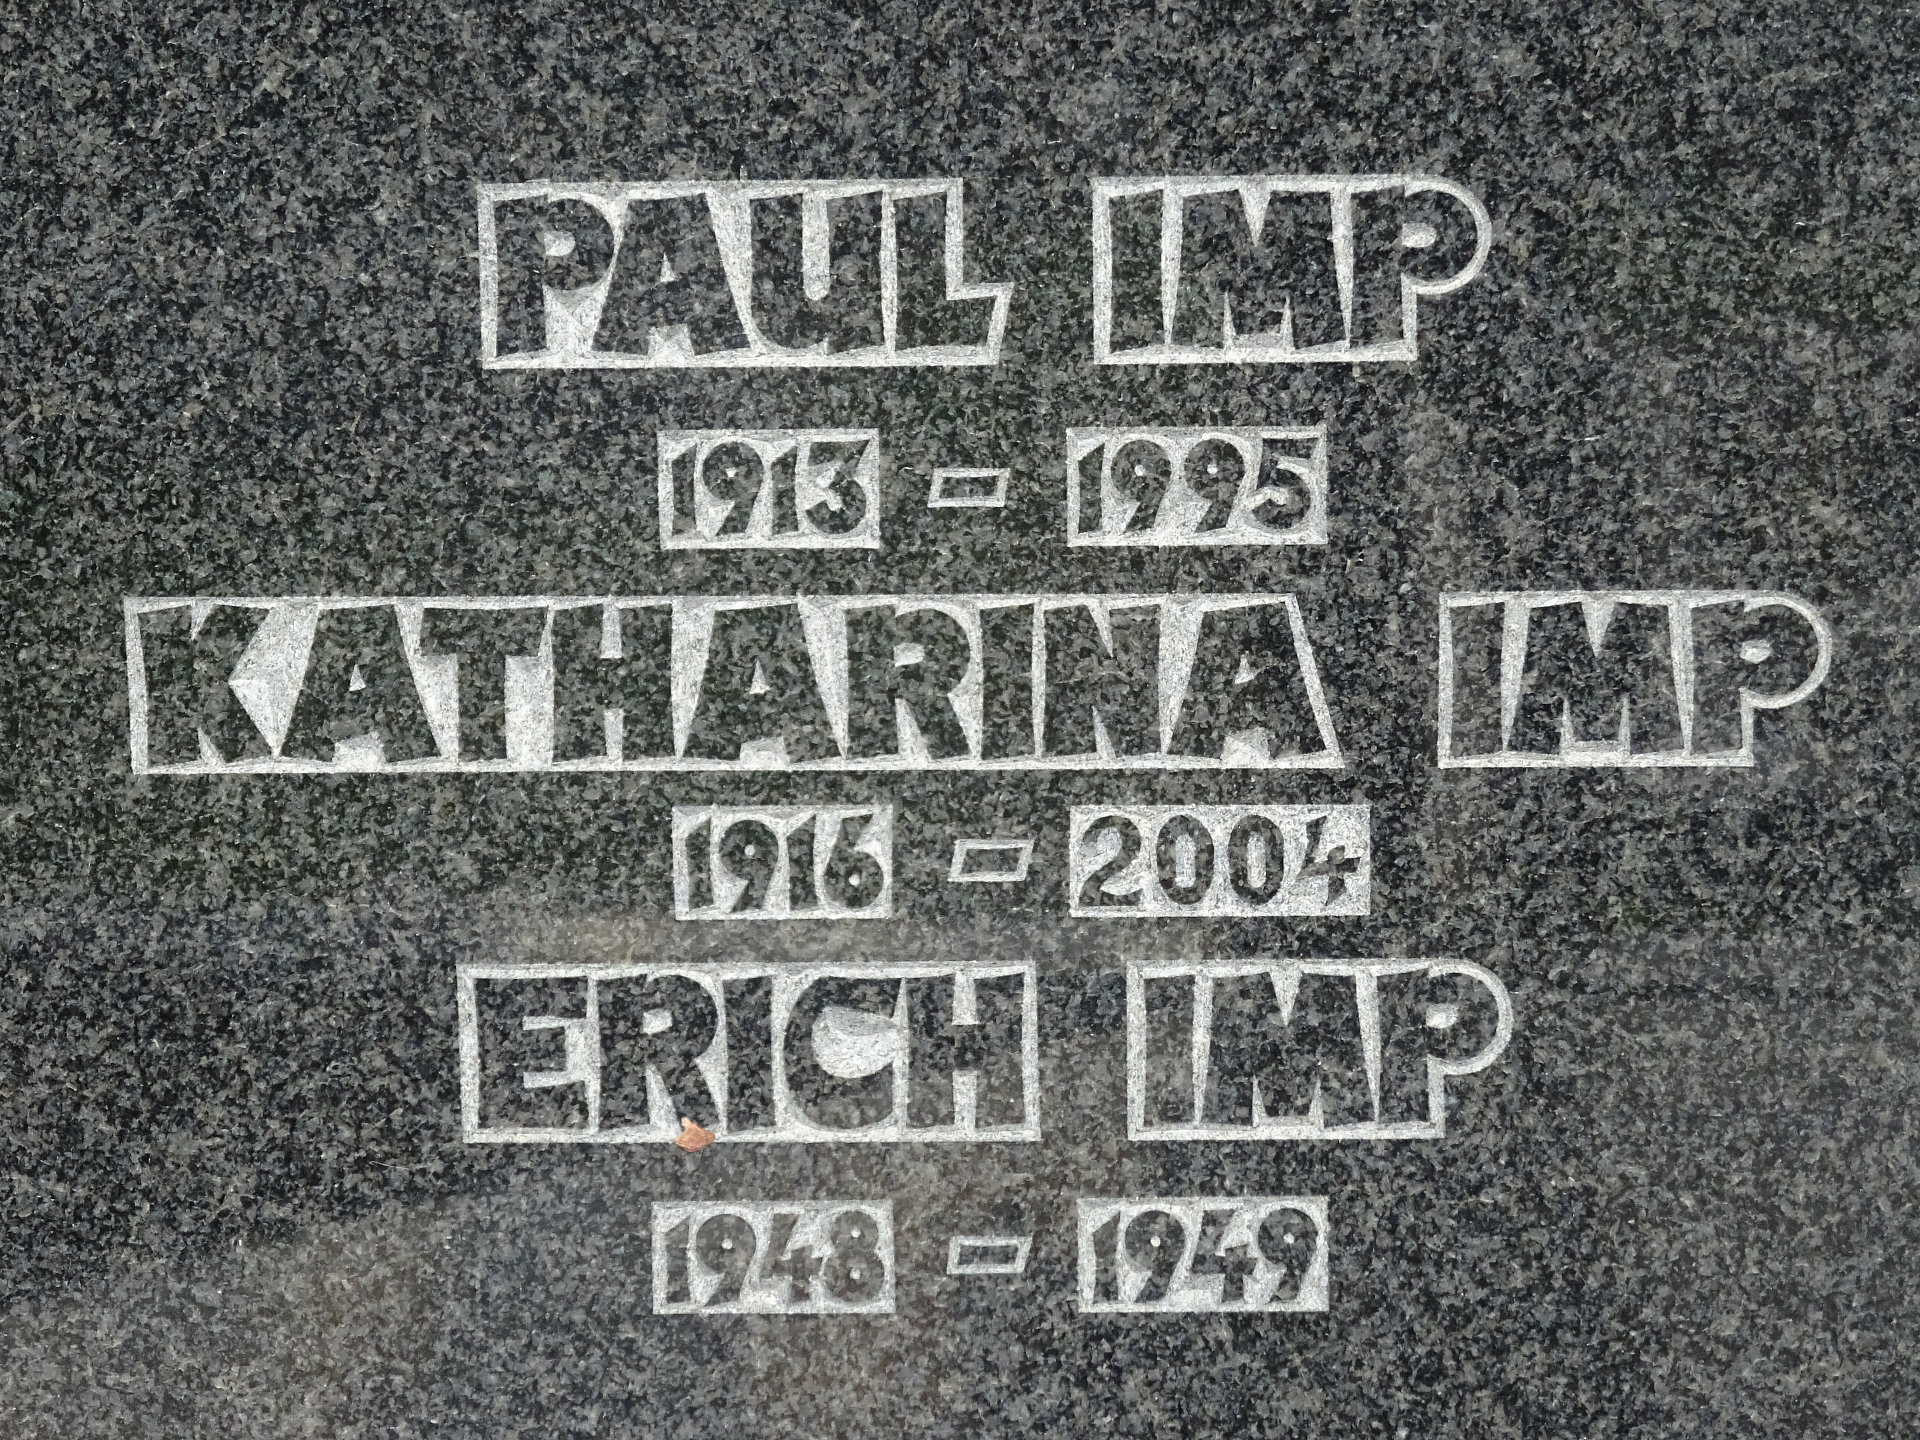 PAUL IMP
1913 - 1995
KATHARINA IMP
1916 - 2004
ERICH IMP
1948 - 1949